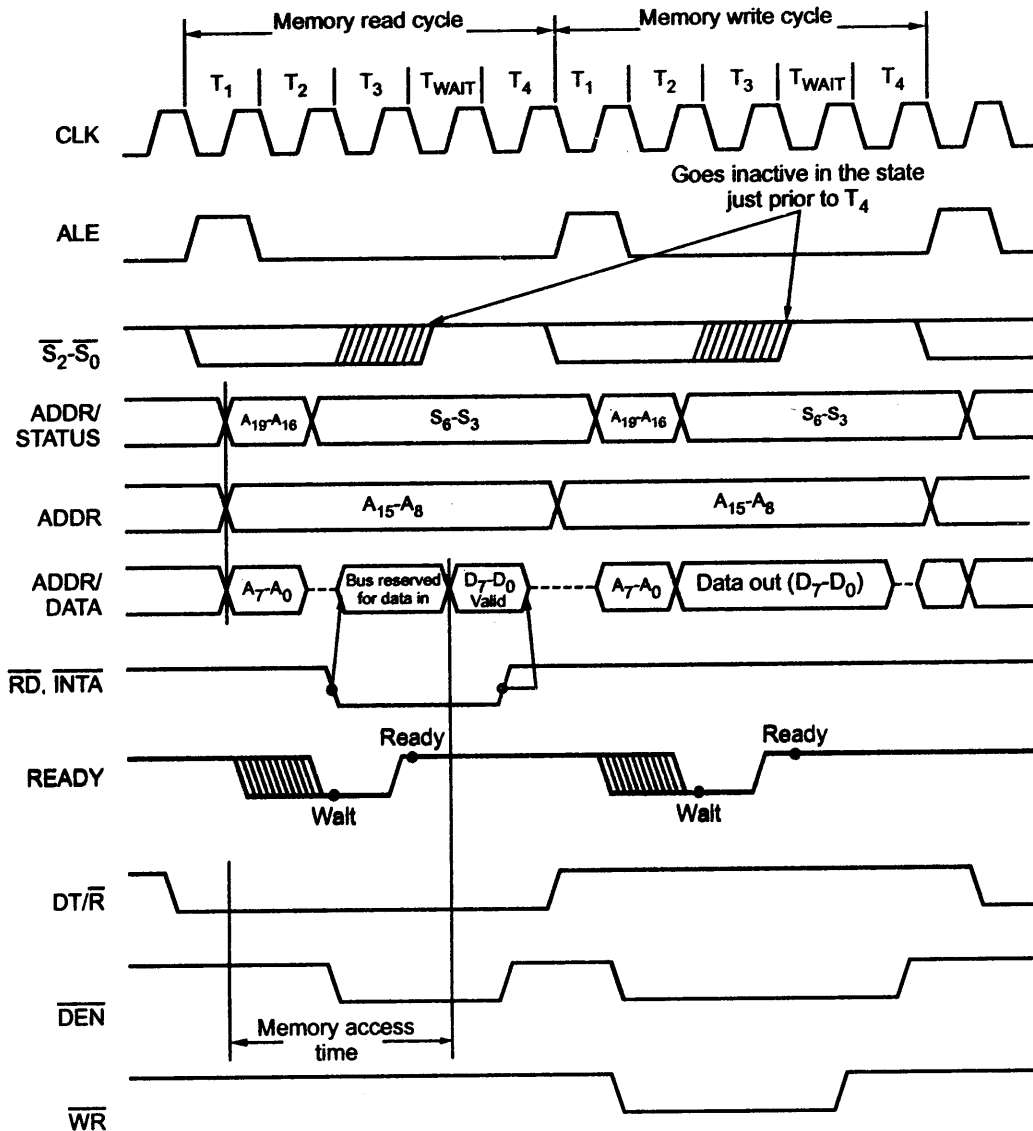 Memory read cycle
Memory write cycle
T1 T2 T3 TWAIT T4 T1 T2 T3 TWAIT T4
CLK
Goes inactive in the state
just prior to T4
ALE
S2-S0
ADDR/
STATUS
A19-A16
S6-S3
A19-A16
S6-S3
ADDR
A15-A8
A15-A8
ADDR/
DATA
A7-A0
Bus reserved
for data in
D7-D0
Valid
A7-A0
Data out (D7-D0)
RD, INTA
READY
Ready
Wait
Ready
Wait
DT/R
DEN
Memory access
time
WR